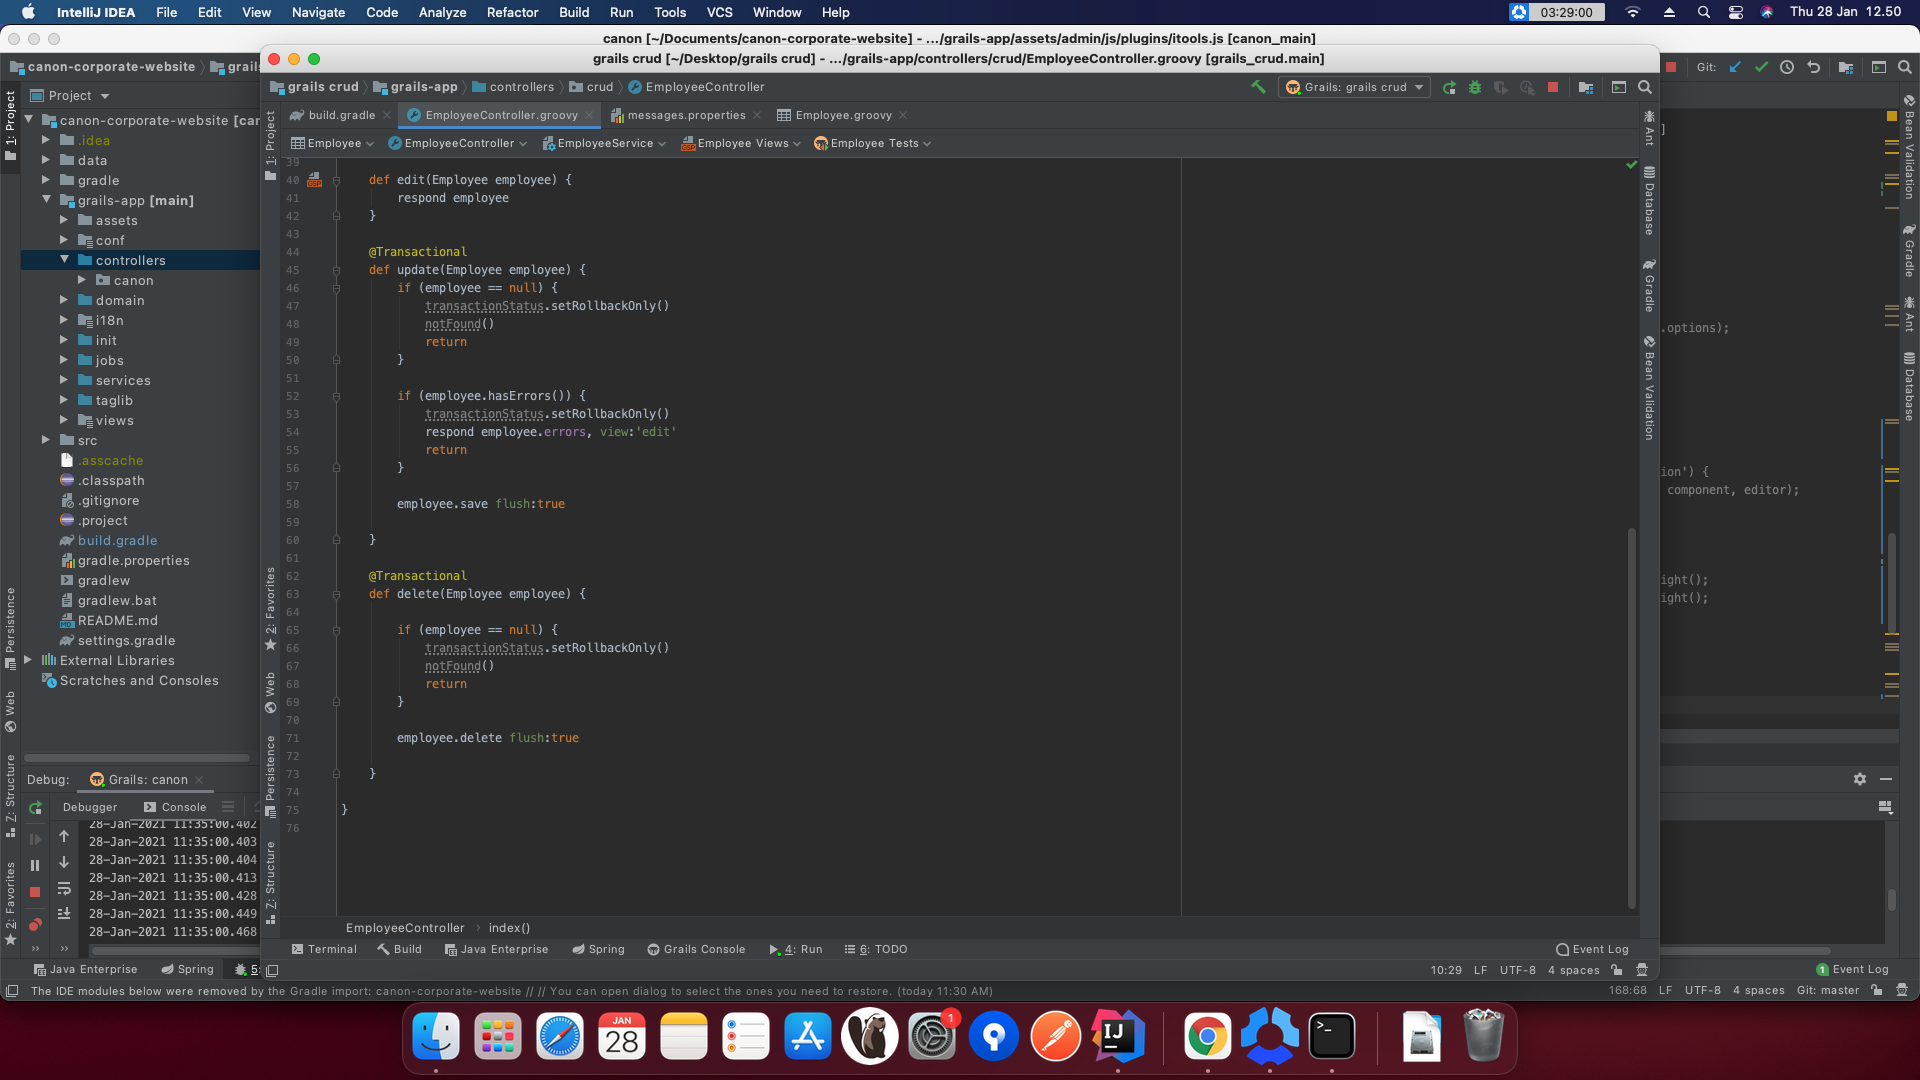 IntelliJ IDEA File Edit View Navigate Code Analyze Refactor Build Run Tools VCS Window Help 03:29:00 Thu 28 Jan 12.50
canon [~/Documents/canon-corporate-website] - .../grails-app/assets/admin/js/plugins/itools.js [canon_main]
grails crud [~/Desktop/grails crud] - .../grails-app/controllers/crud/EmployeeController.groovy [grails_crud.main]
canon-corporate-website
Git:
grails crud grails-app controllers crud EmployeeController
Grails: grails crud
Project
build.gradle EmployeeController.groovy messages.properties Employee.groovy
Employee EmployeeController EmployeeService Employee Views Employee Tests
canon-corporate-website
.idea
data
gradle
grails-app [main]
assets
conf
controllers
canon
domain
i18n
init
jobs
services
taglib
views
src
.asscache
.classpath
.gitignore
.project
build.gradle
gradle.properties
gradlew
gradlew.bat
README.md
settings.gradle
External Libraries
Scratches and Consoles
39
40 def edit(Employee employee) {
41 respond employee
42 }
43
44 @Transactional
45 def update(Employee employee) {
46 if (employee == null) {
47 transactionStatus.setRollbackOnly()
48 notFound()
49 return
50 }
51
52 if (employee.hasErrors()) {
53 transactionStatus.setRollbackOnly()
54 respond employee.errors, view:'edit'
55 return
56 }
57
58 employee.save flush:true
59
60 }
61
62 @Transactional
63 def delete(Employee employee) {
64
65 if (employee == null) {
66 transactionStatus.setRollbackOnly()
67 notFound()
68 return
69 }
70
71 employee.delete flush:true
72
73 }
74
75 }
76
]
.options);
ion') {
component, editor);
ight();
ight();
1: Project
Persistence
Web
Z: Structure
2: Favorites
1: Project
2: Favorites
Web
Persistence
Z: Structure
Ant
Database
Gradle
Bean Validation
Bean Validation
Gradle
Ant
Database
Debug: Grails: canon
Debugger Console
28-Jan-2021 11:35:00.402
28-Jan-2021 11:35:00.403
28-Jan-2021 11:35:00.404
28-Jan-2021 11:35:00.413
28-Jan-2021 11:35:00.428
28-Jan-2021 11:35:00.449
28-Jan-2021 11:35:00.468
EmployeeController index()
Terminal Build Java Enterprise Spring Grails Console 4: Run 6: TODO Event Log
10:29 LF UTF-8 4 spaces
Java Enterprise Spring 5: 1 Event Log
The IDE modules below were removed by the Gradle import: canon-corporate-website // // You can open dialog to select the ones you need to restore. (today 11:30 AM)
168:68 LF UTF-8 4 spaces Git: master
JAN
28
1
IJ
>_